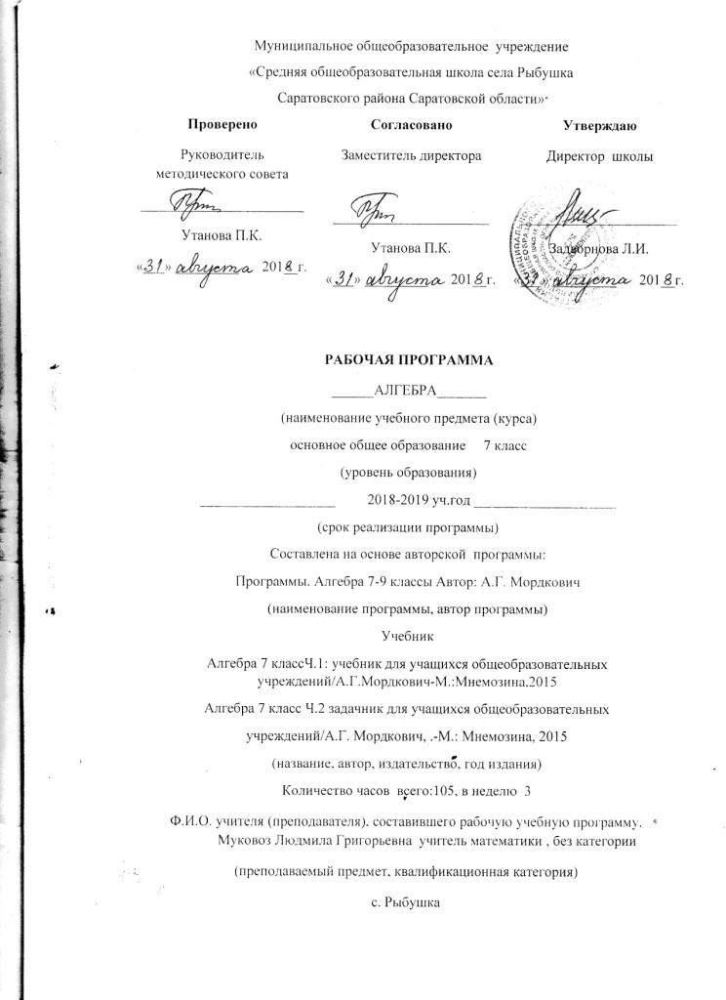 Муниципальное общеобразовательное учреждение
«Средняя общеобразовательная школа села Рыбушка
Саратовского района Саратовской области»
Проверено Согласовано Утверждаю
Руководитель Заместитель директора Директор школы
методического совета
Утанова П.К. Утанова П.К. Задворнова Л.И.
«31» августа 2018 г. «31» августа 2018 г. «31» августа 2018 г.
РАБОЧАЯ ПРОГРАММА
______АЛГЕБРА_______
(наименование учебного предмета (курса)
основное общее образование 7 класс
(уровень образования)
____________________ 2018-2019 уч.год _____________________
(срок реализации программы)
Составлена на основе авторской программы:
Программы. Алгебра 7-9 классы Автор: А.Г. Мордкович
(наименование программы, автор программы)
Учебник
Алгебра 7 классЧ.1: учебник для учащихся общеобразовательных
учреждений/А.Г.Мордкович-М.:Мнемозина.2015
Алгебра 7 класс Ч.2 задачник для учащихся общеобразовательных
учреждений/А.Г. Мордкович, .-М.: Мнемозина, 2015
(название, автор, издательство, год издания)
Количество часов всего:105, в неделю 3
Ф.И.О. учителя (преподавателя), составившего рабочую учебную программу.
Муковоз Людмила Григорьевна учитель математики , без категории
(преподаваемый предмет, квалификационная категория)
с. Рыбушка